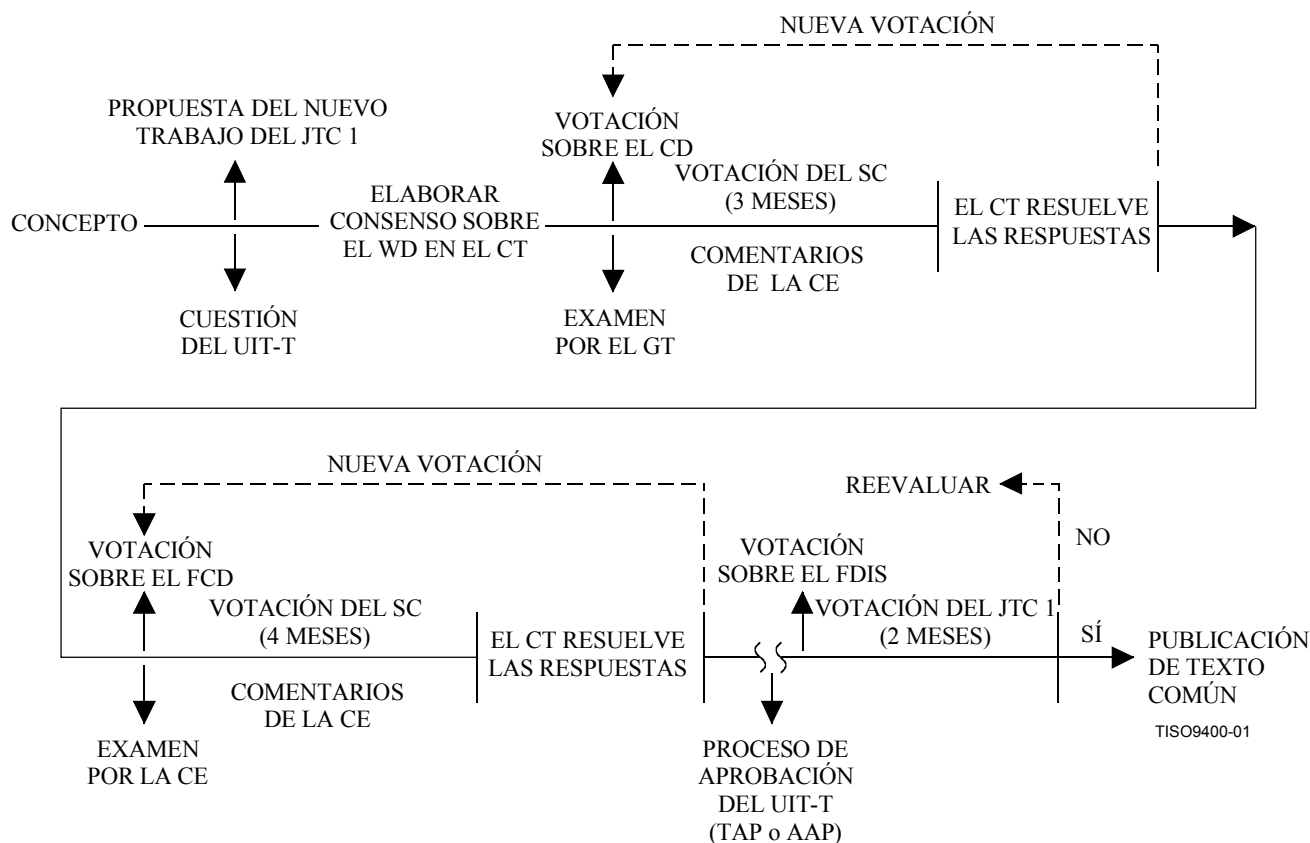 NUEVA VOTACIÓN
PROPUESTA DEL NUEVO
TRABAJO DEL JTC 1
VOTACIÓN
SOBRE EL CD
CONCEPTO
ELABORAR
CONSENSO SOBRE
EL WD EN EL CT
VOTACIÓN DEL SC
(3 MESES)
COMENTARIOS
DE LA CE
EL CT RESUELVE
LAS RESPUESTAS
CUESTIÓN
DEL UIT-T
EXAMEN
POR EL GT
NUEVA VOTACIÓN
REEVALUAR
NO
VOTACIÓN
SOBRE EL FCD
VOTACIÓN
SOBRE EL FDIS
VOTACIÓN DEL SC
(4 MESES)
COMENTARIOS
DE LA CE
EL CT RESUELVE
LAS RESPUESTAS
VOTACIÓN DEL JTC 1
(2 MESES)
SÍ
PUBLICACIÓN
DE TEXTO
COMÚN
TISO9400-01
EXAMEN
POR LA CE
PROCESO DE
APROBACIÓN
DEL UIT-T
(TAP o AAP)